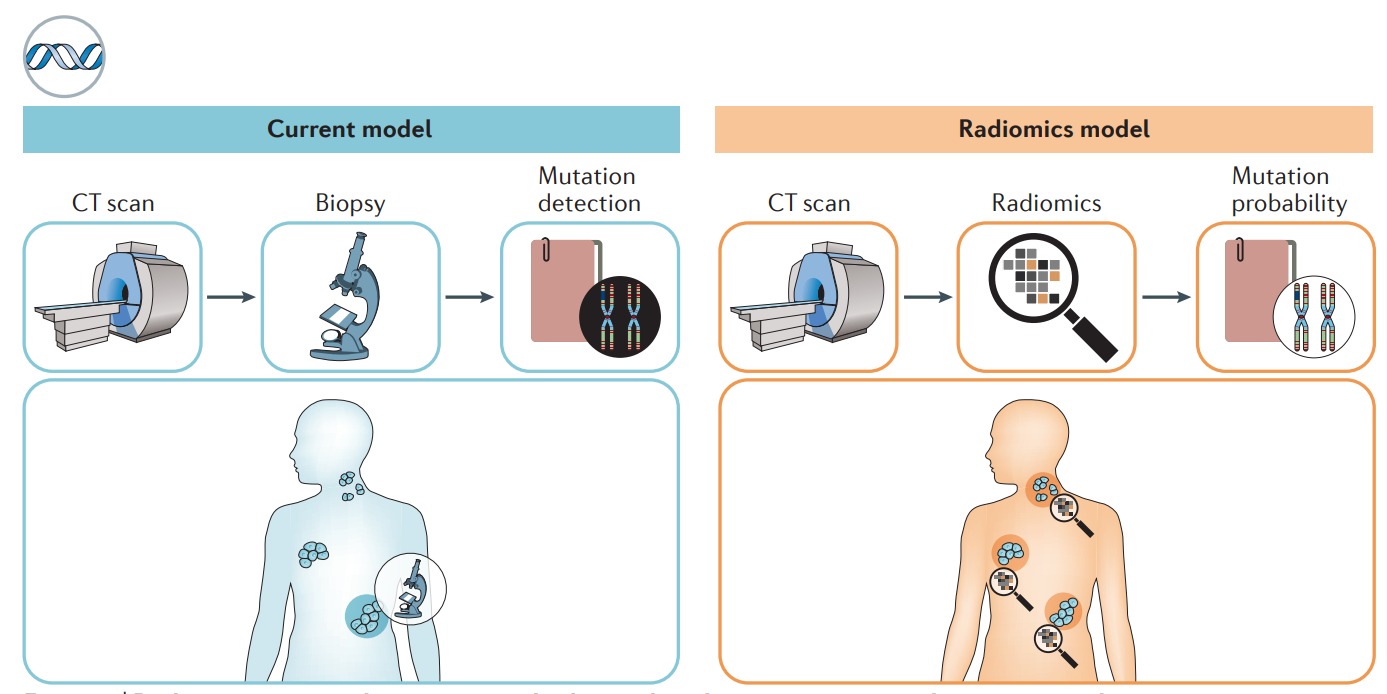 Current model
Radiomics model
CT scan
Biopsy
Mutation
detection
CT scan
Radiomics
Mutation
probability